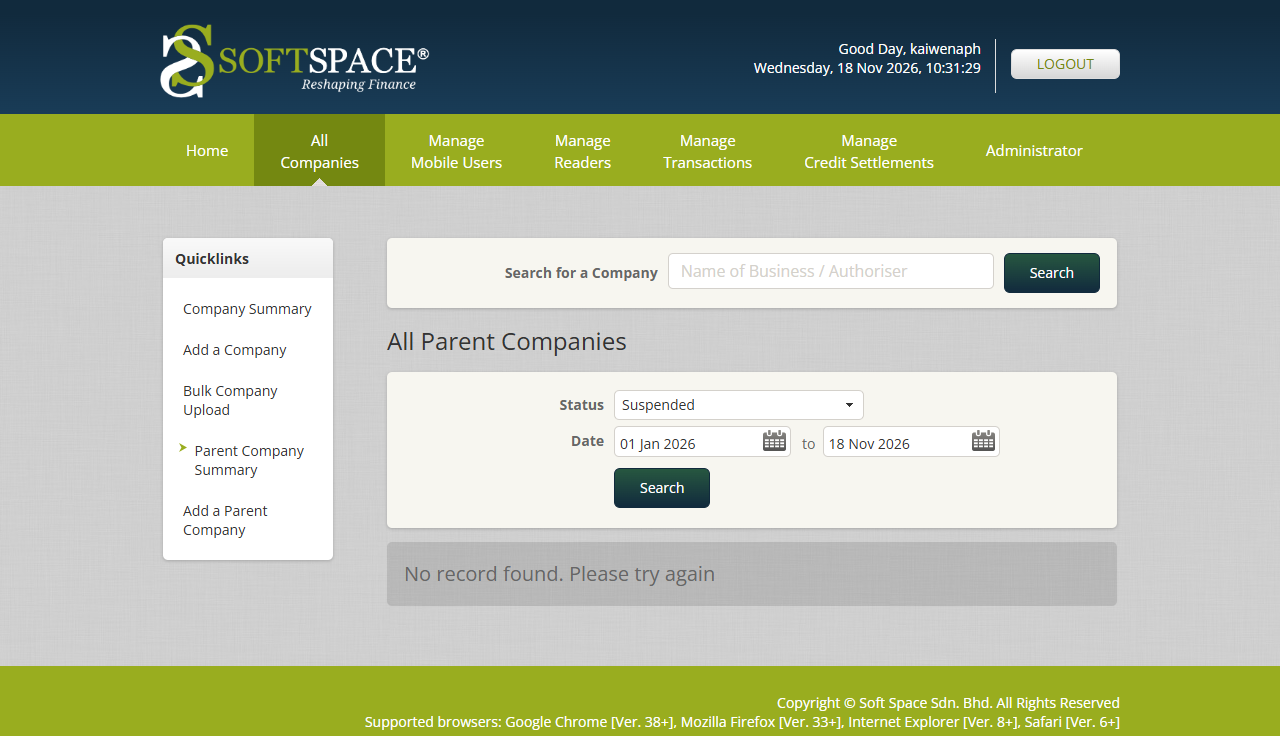 SOFTSPACE®
Reshaping Finance
Good Day, kaiwenaph
Wednesday, 18 Nov 2026, 10:31:29
LOGOUT
Home
All
Companies
Manage
Mobile Users
Manage
Readers
Manage
Transactions
Manage
Credit Settlements
Administrator
Quicklinks
Company Summary
Add a Company
Bulk Company
Upload
Parent Company
Summary
Add a Parent
Company
Search for a Company
Name of Business / Authoriser
Search
All Parent Companies
Status
Suspended
Date
01 Jan 2026
to
18 Nov 2026
Search
No record found. Please try again
Copyright © Soft Space Sdn. Bhd. All Rights Reserved
Supported browsers: Google Chrome [Ver. 38+], Mozilla Firefox [Ver. 33+], Internet Explorer [Ver. 8+], Safari [Ver. 6+]